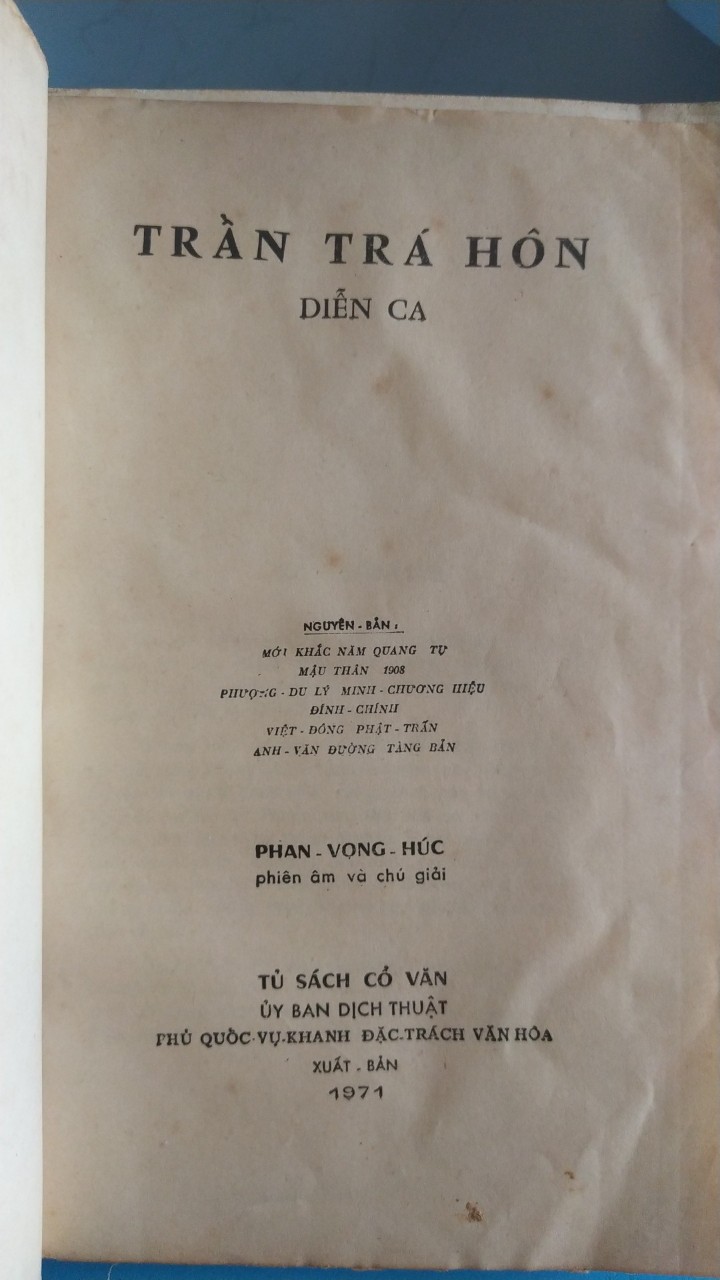 TRẦN TRÁ HÔN
DIỄN CA
NGUYÊN - BẢN :
MỚI KHẮC NĂM QUANG TỰ
MẬU THÂN 1908
PHƯỢNG - DU LÝ MINH - CHƯƠNG HIỆU
ĐÍNH - CHÍNH
VIỆT - ĐÔNG PHẬT - TRẤN
ANH - VĂN ĐƯỜNG TÀNG BẢN
PHAN - VỌNG - HÚC
phiên âm và chú giải
TỦ SÁCH CỔ VĂN
ỦY BAN DỊCH THUẬT
PHỦ QUỐC-VỤ-KHANH ĐẶC-TRÁCH VĂN HÓA
XUẤT - BẢN
1971